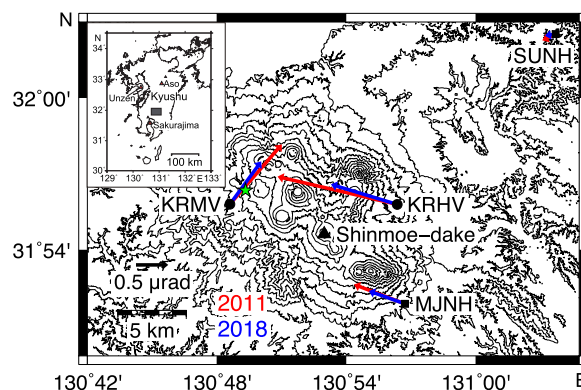 N
34˚
33˚
32˚
31˚
30˚
129˚ 130˚ 131˚ 132˚ E133˚
Unzen
Aso
Kyushu
Sakurajima
100 km
N
32˚00'
31˚54'
SUNH
KRMV
KRHV
Shinmoe−dake
MJNH
0.5 µrad
5 km
2011
2018
130˚42' 130˚48' 130˚54' 131˚00' E